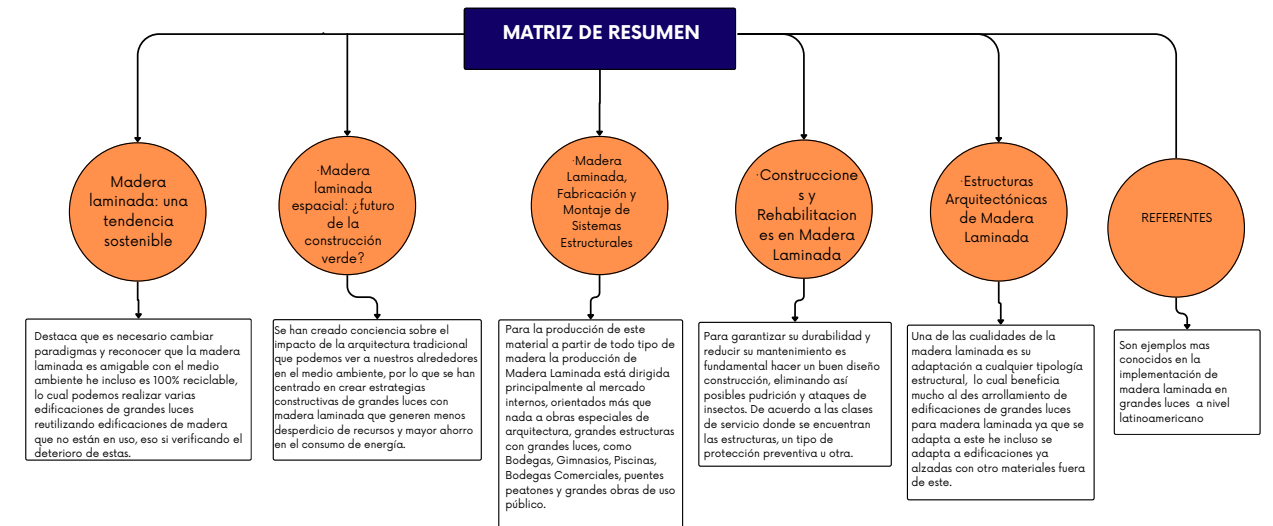 MATRIZ DE RESUMEN
Madera
laminada: una
tendencia
sostenible
·Madera
laminada
espacial: ¿futuro
de la
construcción
verde?
·Madera
Laminada,
Fabricación y
Montaje de
Sistemas
Estructurales
·Construccione
s y
Rehabilitacion
es en Madera
Laminada
·Estructuras
Arquitectónicas
de Madera
Laminada
REFERENTES
Destaca que es necesario cambiar
paradigmas y reconocer que la madera
laminada es amigable con el medio
ambiente he incluso es 100% reciclable,
lo cual podemos realizar varias
edificaciones de grandes luces
reutilizando edificaciones de madera
que no están en uso, eso si verificando el
deterioro de estas.
Se han creado conciencia sobre el
impacto de la arquitectura tradicional
que podemos ver a nuestros alrededores
en el medio ambiente, por lo que se han
centrado en crear estrategias
constructivas de grandes luces con
madera laminada que generen menos
desperdicio de recursos y mayor ahorro
en el consumo de energía.
Para la producción de este
material a partir de todo tipo de
madera la producción de
Madera Laminada está dirigida
principalmente al mercado
internos, orientados más que
nada a obras especiales de
arquitectura, grandes estructuras
con grandes luces, como
Bodegas, Gimnasios, Piscinas,
Bodegas Comerciales, puentes
peatones y grandes obras de uso
público.
Para garantizar su durabilidad y
reducir su mantenimiento es
fundamental hacer un buen diseño
construcción, eliminando así
posibles pudrición y ataques de
insectos. De acuerdo a las clases
de servicio donde se encuentran
las estructuras, un tipo de
protección preventiva u otra.
Una de las cualidades de la
madera laminada es su
adaptación a cualquier tipología
estructural, lo cual beneficia
mucho al des arrollamiento de
edificaciones de grandes luces
para madera laminada ya que se
adapta a este he incluso se
adapta a edificaciones ya
alzadas con otro materiales fuera
de este.
Son ejemplos mas
conocidos en la
implementación de
madera laminada en
grandes luces a nivel
latinoamericano